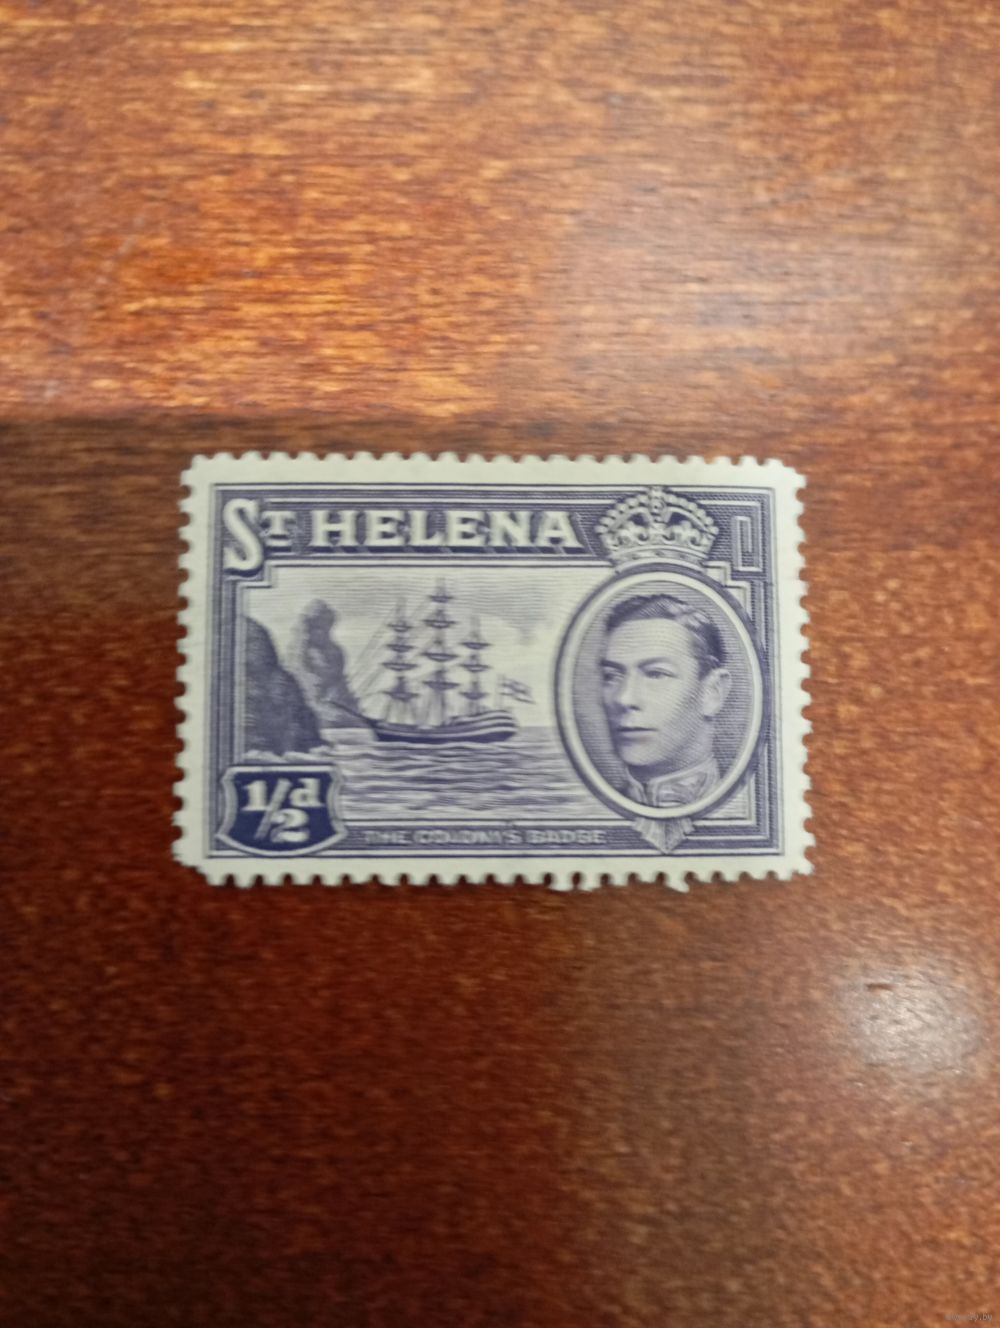 ST HELENA
1/2d
THE COLONY'S BADGE